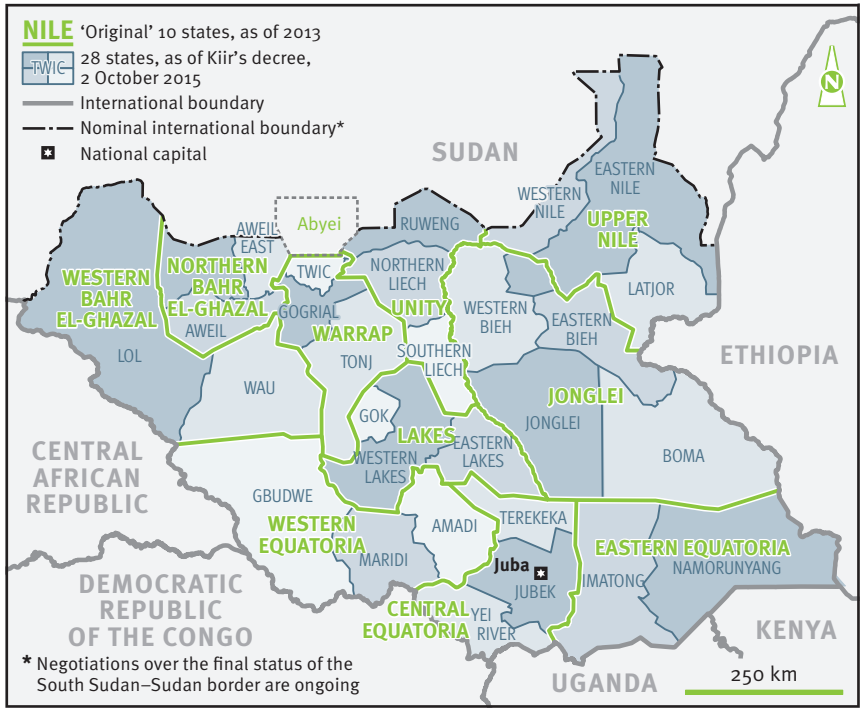 NILE 'Original' 10 states, as of 2013
TWIC 28 states, as of Kiir's decree,
2 October 2015
International boundary
Nominal international boundary*
National capital
N
SUDAN
EASTERN
NILE
WESTERN
NILE
UPPER
NILE
AWEIL
EAST
Abyei
RUWENG
NORTHERN
BAHR
EL-GHAZAL
TWIC
NORTHERN
LIECH
LATJOR
WESTERN
BAHR
EL-GHAZAL
GOGRIAL
UNITY
WESTERN
BIEH
EASTERN
BIEH
AWEIL
WARRAP
LOL
TONJ
SOUTHERN
LIECH
ETHIOPIA
WAU
JONGLEI
GOK
JONGLEI
LAKES
EASTERN
LAKES
BOMA
CENTRAL
AFRICAN
REPUBLIC
WESTERN
LAKES
GBUDWE
WESTERN
EQUATORIA
AMADI
TEREKEKA
MARIDI
EASTERN EQUATORIA
NAMORUNYANG
Juba
JUBEK
IMATONG
DEMOCRATIC
REPUBLIC
OF THE CONGO
CENTRAL
EQUATORIA
YEI
RIVER
KENYA
UGANDA
* Negotiations over the final status of the
South Sudan–Sudan border are ongoing
250 km